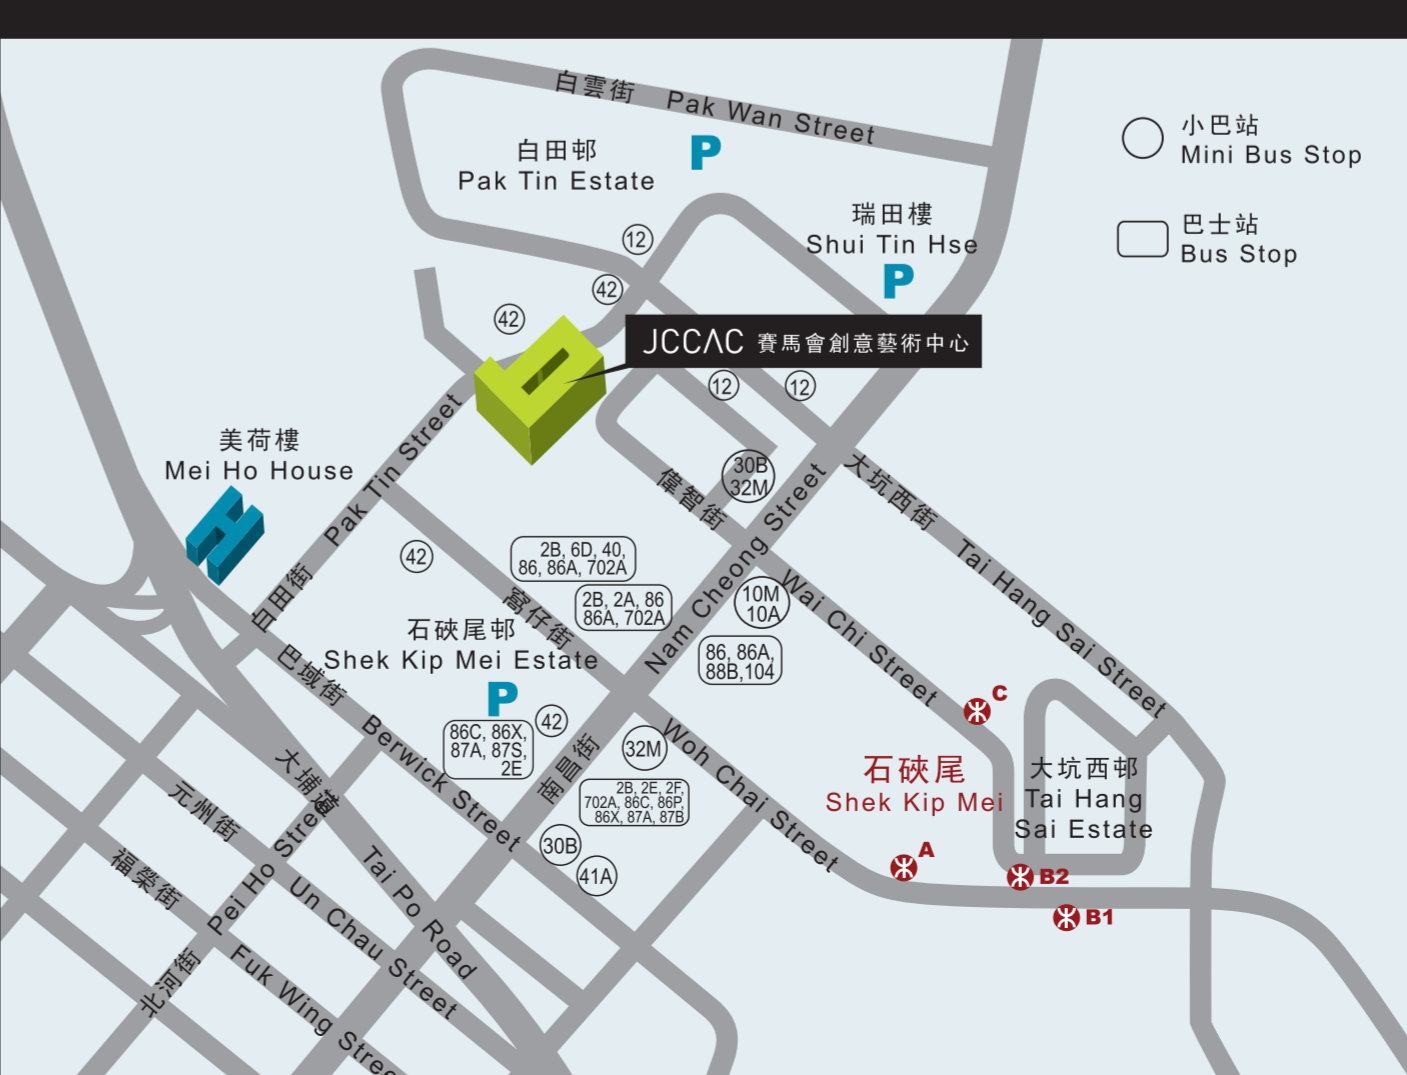 白雲街 Pak Wan Street
小巴站
Mini Bus Stop
白田邨
Pak Tin Estate
P
瑞田樓
Shui Tin Hse
P
巴士站
Bus Stop
12
42
42
JCCAC 賽馬會創意藝術中心
12
12
美荷樓
Mei Ho House
白田街 Pak Tin Street
30B
32M
偉智街 Wai Chi Street
大坑西街 Tai Hang Sai Street
42
2B, 6D, 40,
86, 86A, 702A
2B, 2A, 86
86A, 702A
10M
10A
窩仔街 Woh Chai Street
南昌街 Nam Cheong Street
石硤尾邨
Shek Kip Mei Estate
P
86, 86A,
88B,104
巴域街 Berwick Street
86C, 86X,
87A, 87S,
2E
42
32M
2B, 2E, 2F,
702A, 86C, 86P,
86X, 87A, 87B
30B
41A
C
石硤尾
Shek Kip Mei
大坑西邨
Tai Hang
Sai Estate
A
B2
B1
大埔道 Tai Po Road
元州街 Un Chau Street
福榮街 Fuk Wing Stree
北河街 Pei Ho Street